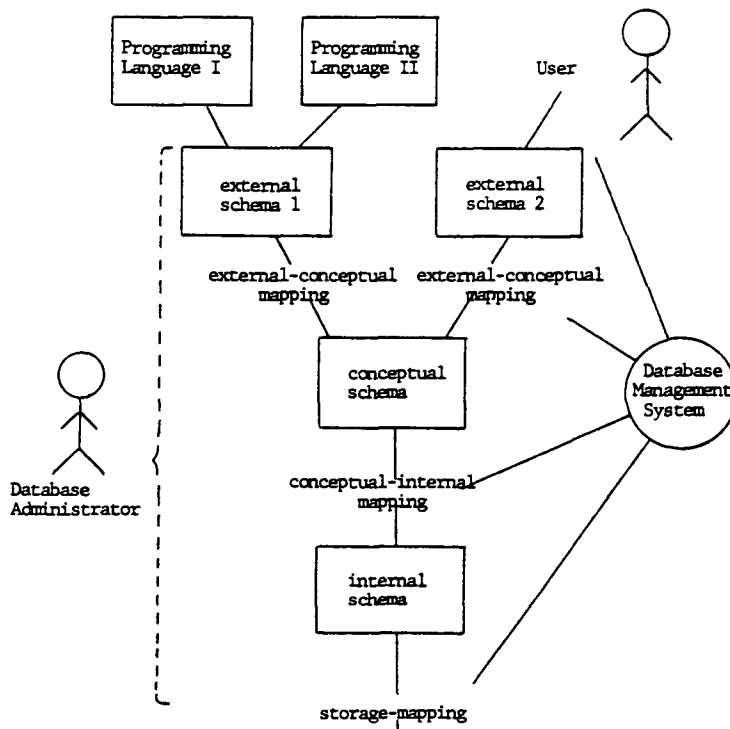 Programming
Language I
Programming
Language II
User
external
schema 1
external
schema 2
external-conceptual
mapping
external-conceptual
mapping
conceptual
schema
Database
Management
System
Database
Administrator
conceptual-internal
mapping
internal
schema
storage-mapping